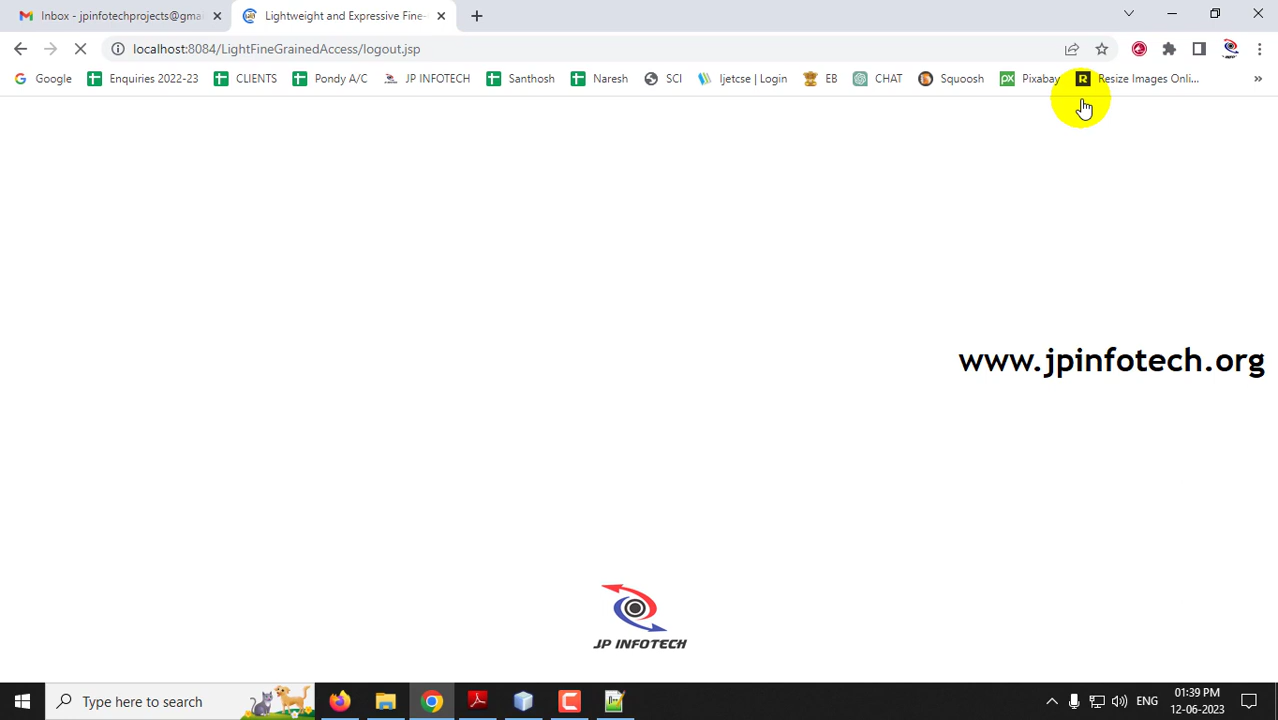 Inbox - jpinfotechprojects@gmai
Lightweight and Expressive Fine-
localhost:8084/LightFineGrainedAccess/logout.jsp
Google
Enquiries 2022-23
CLIENTS
Pondy A/C
JP INFOTECH
Santhosh
Naresh
SCI
Ijetcse | Login
EB
CHAT
Squoosh
px
Pixabay
R
Resize Images Onli...
»
www.jpinfotech.org
JP INFOTECH
Type here to search
ENG
01:39 PM
12-06-2023